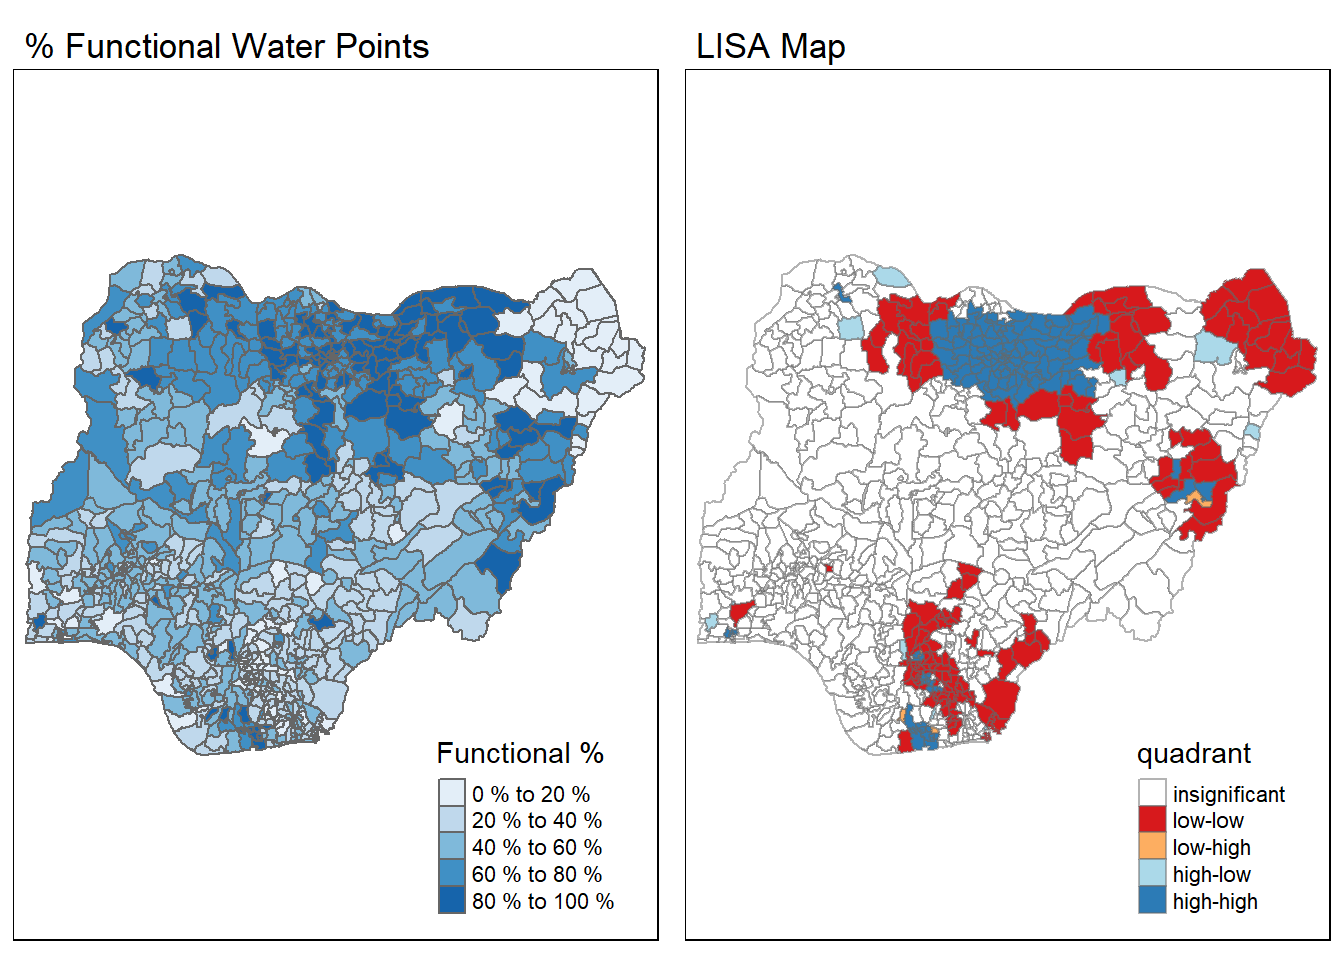 % Functional Water Points
LISA Map
Functional %
0 % to 20 %
20 % to 40 %
40 % to 60 %
60 % to 80 %
80 % to 100 %
quadrant
insignificant
low-low
low-high
high-low
high-high